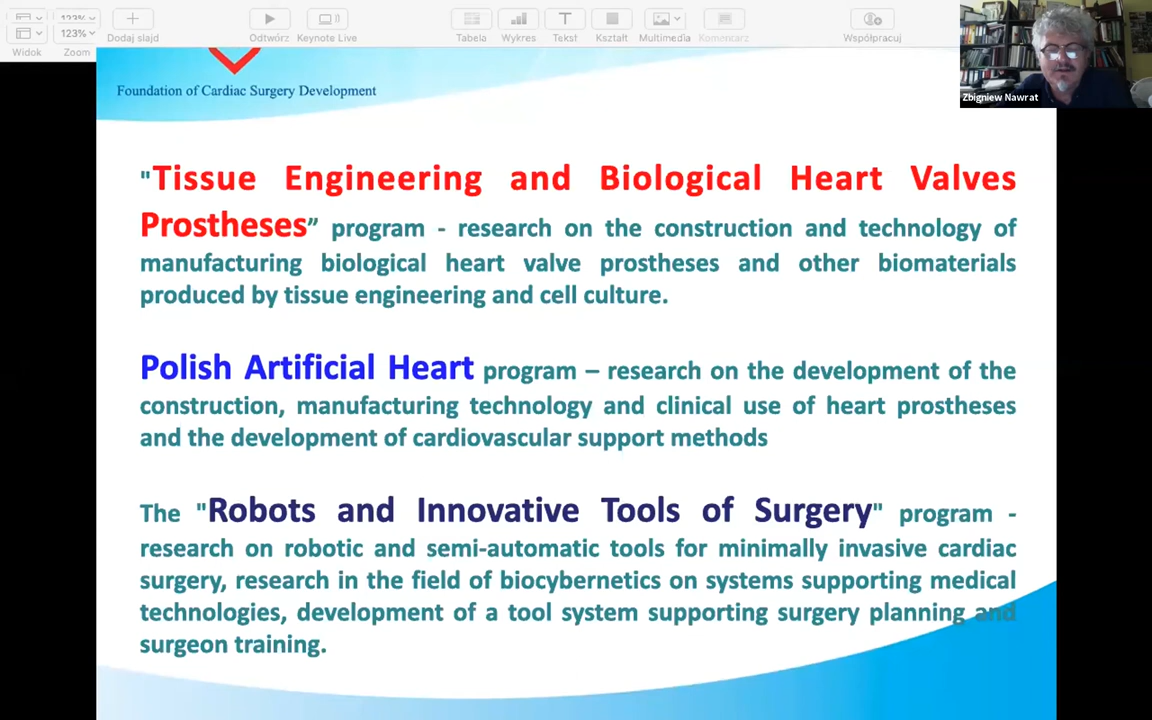 123%
123%
Widok
Zoom
Dodaj slajd
Odtwórz
Keynote Live
Tabela
Wykres
Tekst
Kształt
Multimedia
Komentarz
Współpracuj
Zbigniew Nawrat
Foundation of Cardiac Surgery Development
"Tissue Engineering and Biological Heart Valves
Prostheses” program - research on the construction and technology of
manufacturing biological heart valve prostheses and other biomaterials
produced by tissue engineering and cell culture.
Polish Artificial Heart program – research on the development of the
construction, manufacturing technology and clinical use of heart prostheses
and the development of cardiovascular support methods
The "Robots and Innovative Tools of Surgery" program -
research on robotic and semi-automatic tools for minimally invasive cardiac
surgery, research in the field of biocybernetics on systems supporting medical
technologies, development of a tool system supporting surgery planning and
surgeon training.